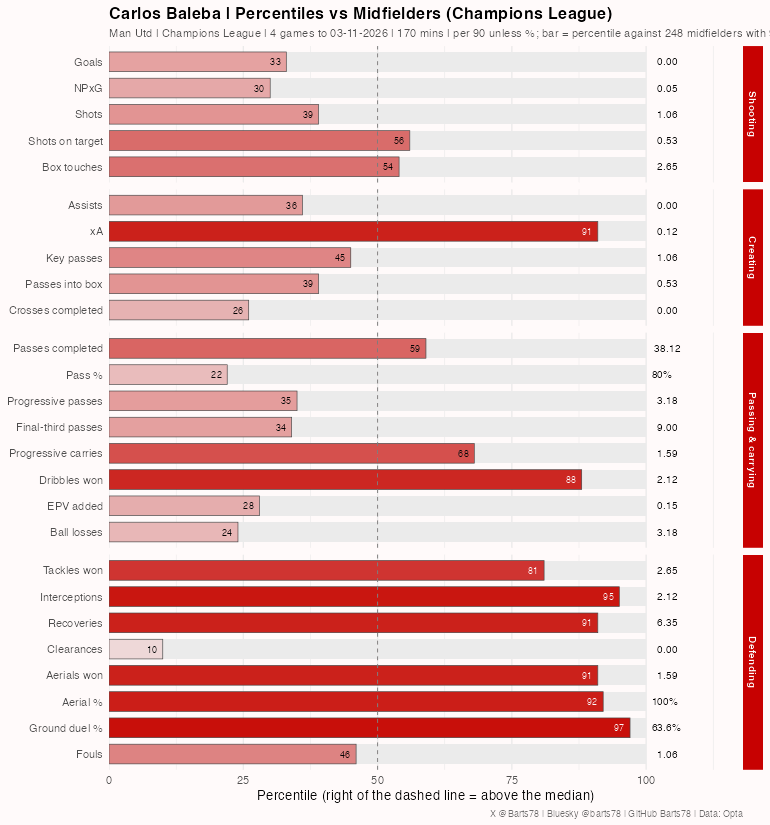 Carlos Baleba | Percentiles vs Midfielders (Champions League)
Man Utd | Champions League | 4 games to 03-11-2026 | 170 mins | per 90 unless %; bar = percentile against 248 midfielders with
Shooting
Goals 33 0.00
NPxG 30 0.05
Shots 39 1.06
Shots on target 56 0.53
Box touches 54 2.65
Creating
Assists 36 0.00
xA 91 0.12
Key passes 45 1.06
Passes into box 39 0.53
Crosses completed 26 0.00
Passing & carrying
Passes completed 59 38.12
Pass % 22 80%
Progressive passes 35 3.18
Final-third passes 34 9.00
Progressive carries 68 1.59
Dribbles won 88 2.12
EPV added 28 0.15
Ball losses 24 3.18
Defending
Tackles won 81 2.65
Interceptions 95 2.12
Recoveries 91 6.35
Clearances 10 0.00
Aerials won 91 1.59
Aerial % 92 100%
Ground duel % 97 63.6%
Fouls 46 1.06
0 25 50 75 100
Percentile (right of the dashed line = above the median)
X @Barts78 | Bluesky @barts78 | GitHub Barts78 | Data: Opta